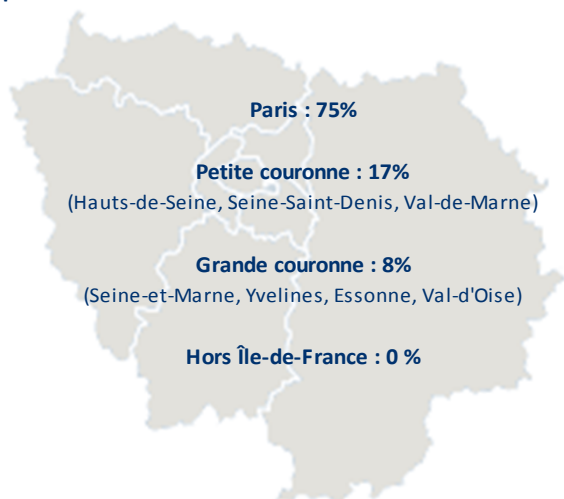 Paris : 75%
Petite couronne : 17%
(Hauts-de-Seine, Seine-Saint-Denis, Val-de-Marne)
Grande couronne : 8%
(Seine-et-Marne, Yvelines, Essonne, Val-d'Oise)
Hors Île-de-France : 0 %